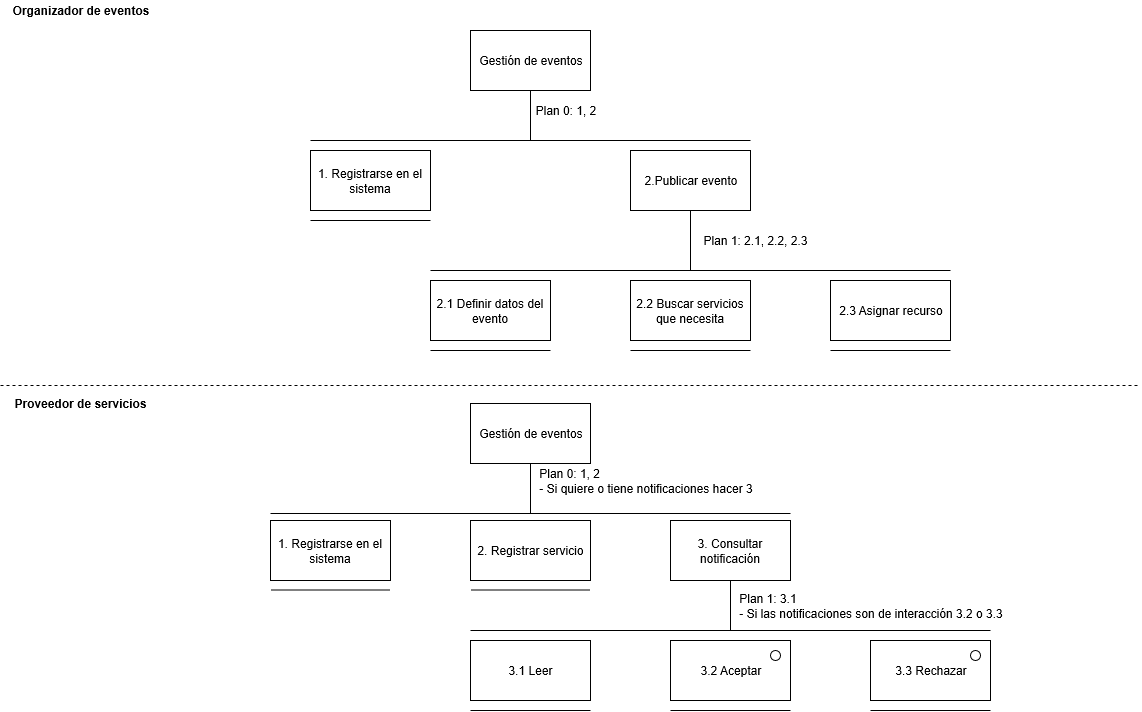 Organizador de eventos
Gestión de eventos
Plan 0: 1, 2
1. Registrarse en el
sistema
2.Publicar evento
Plan 1: 2.1, 2.2, 2.3
2.1 Definir datos del
evento
2.2 Buscar servicios
que necesita
2.3 Asignar recurso
Proveedor de servicios
Gestión de eventos
Plan 0: 1, 2
- Si quiere o tiene notificaciones hacer 3
1. Registrarse en el
sistema
2. Registrar servicio
3. Consultar
notificación
Plan 1: 3.1
- Si las notificaciones son de interacción 3.2 o 3.3
3.1 Leer
3.2 Aceptar
3.3 Rechazar